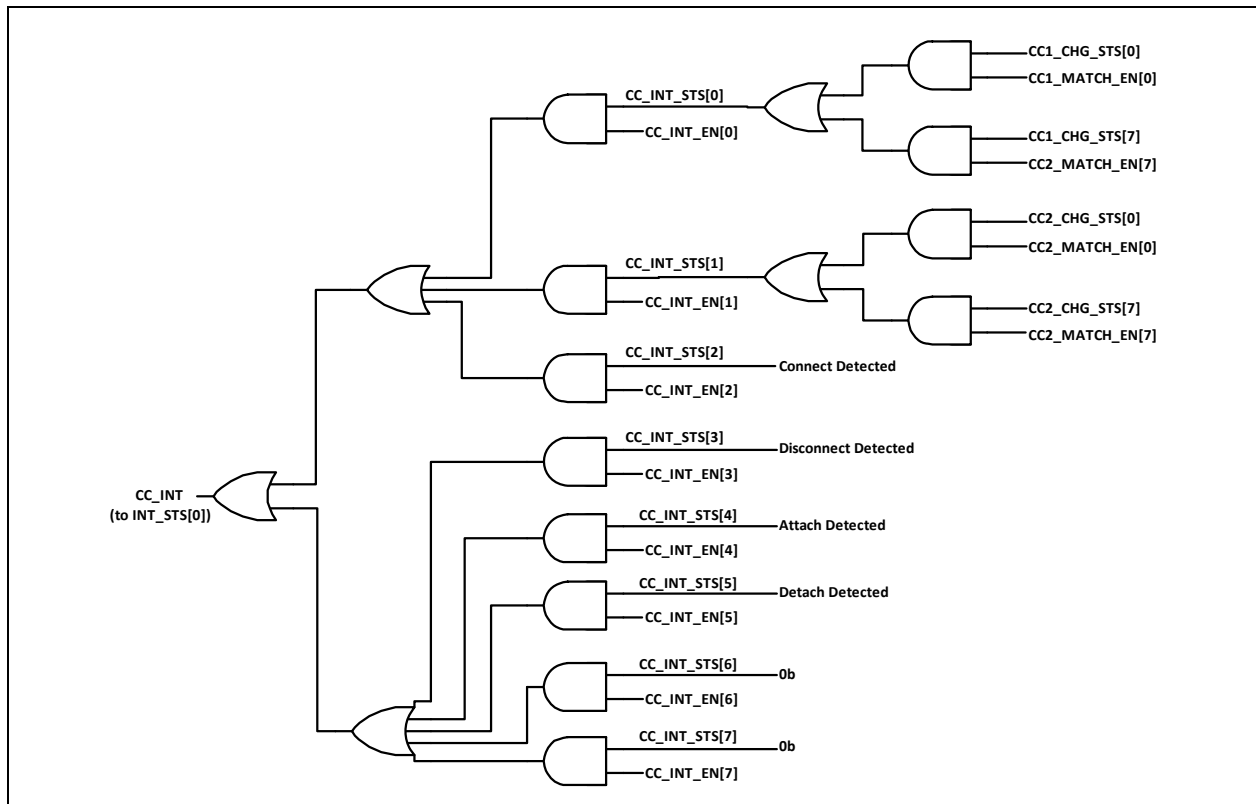 CC1_CHG_STS[0]
CC1_MATCH_EN[0]
CC_INT_STS[0]
CC_INT_EN[0]
CC1_CHG_STS[7]
CC2_MATCH_EN[7]
CC2_CHG_STS[0]
CC2_MATCH_EN[0]
CC_INT_STS[1]
CC_INT_EN[1]
CC2_CHG_STS[7]
CC2_MATCH_EN[7]
CC_INT_STS[2]
Connect Detected
CC_INT_EN[2]
CC_INT_STS[3]
Disconnect Detected
CC_INT_EN[3]
CC_INT
(to INT_STS[0])
CC_INT_STS[4]
Attach Detected
CC_INT_EN[4]
CC_INT_STS[5]
Detach Detected
CC_INT_EN[5]
CC_INT_STS[6]
0b
CC_INT_EN[6]
CC_INT_STS[7]
0b
CC_INT_EN[7]